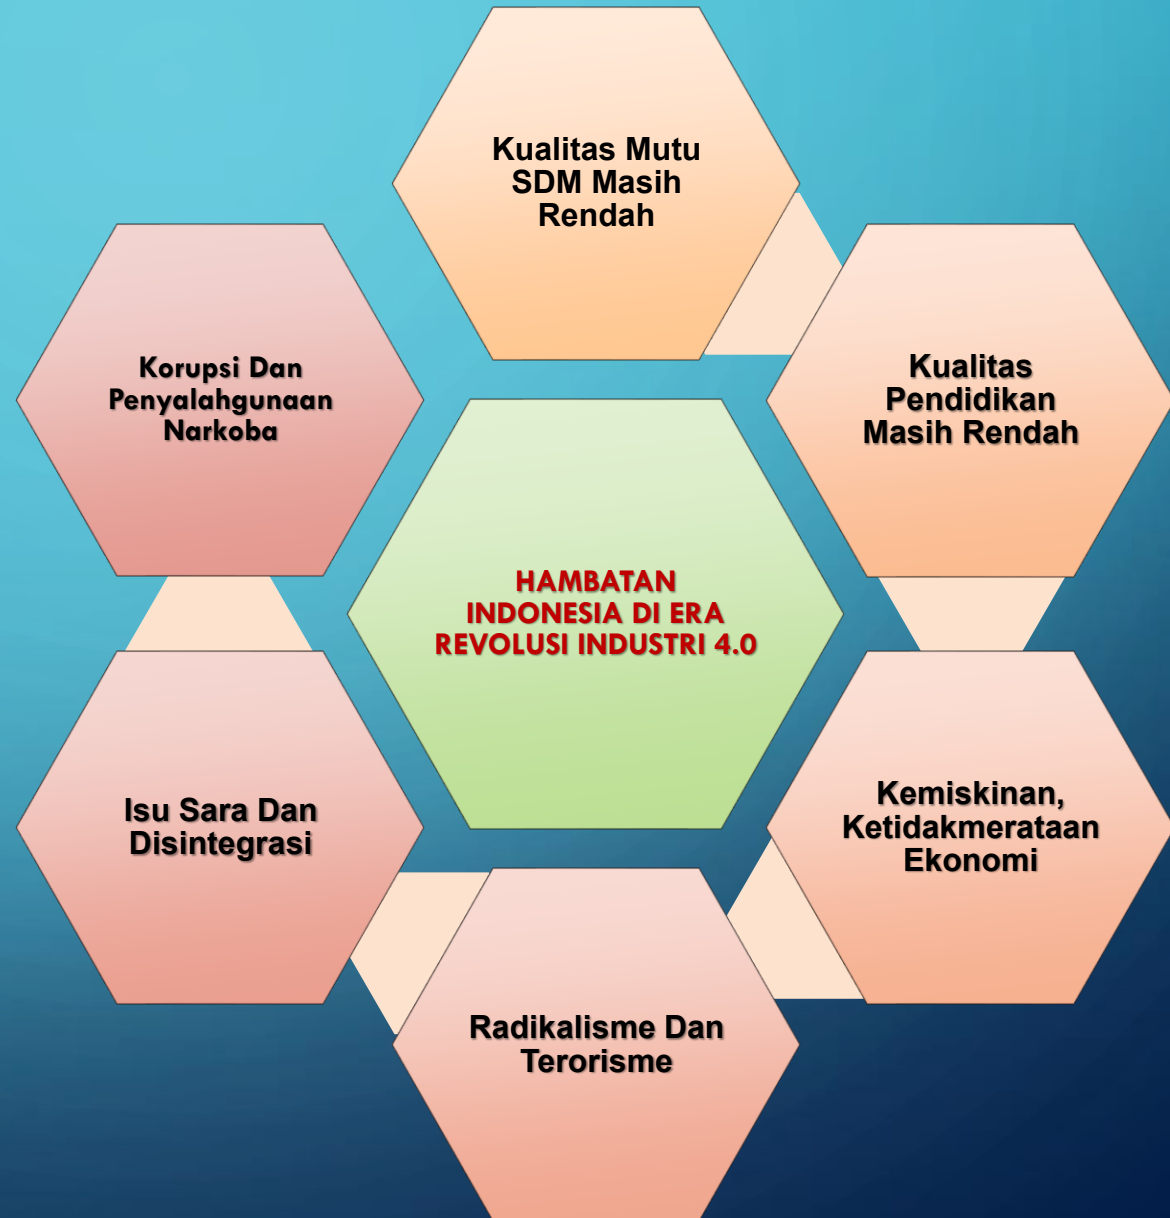 Kualitas Mutu
SDM Masih
Rendah
Kualitas
Pendidikan
Masih Rendah
Kemiskinan,
Ketidakmerataan
Ekonomi
Radikalisme Dan
Terorisme
Isu Sara Dan
Disintegrasi
Korupsi Dan
Penyalahgunaan
Narkoba
HAMBATAN
INDONESIA DI ERA
REVOLUSI INDUSTRI 4.0